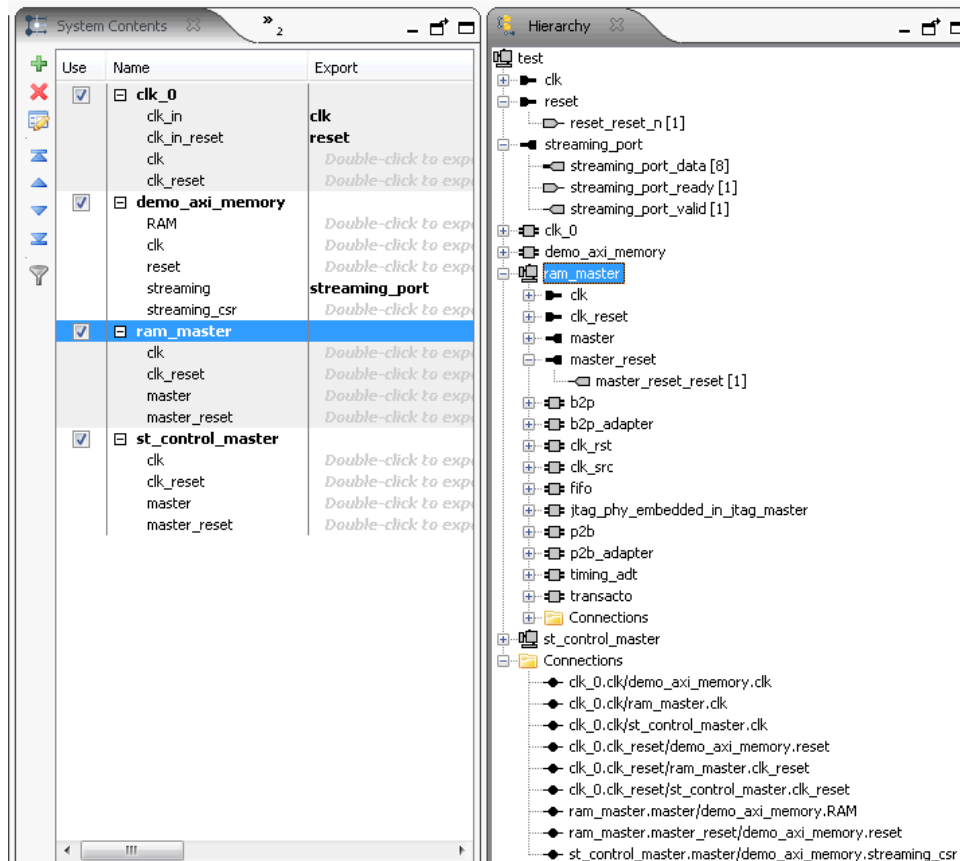 System Contents
»2
Use Name Export
clk_0
clk_in clk
clk_in_reset reset
clk Double-click to exp
clk_reset Double-click to exp
demo_axi_memory
RAM Double-click to exp
clk Double-click to exp
reset Double-click to exp
streaming streaming_port
streaming_csr Double-click to exp
ram_master
clk Double-click to exp
clk_reset Double-click to exp
master Double-click to exp
master_reset Double-click to exp
st_control_master
clk Double-click to exp
clk_reset Double-click to exp
master Double-click to exp
master_reset Double-click to exp
Hierarchy
test
clk
reset
reset_reset_n [1]
streaming_port
streaming_port_data [8]
streaming_port_ready [1]
streaming_port_valid [1]
clk_0
demo_axi_memory
ram_master
clk
clk_reset
master
master_reset
master_reset_reset [1]
b2p
b2p_adapter
clk_rst
clk_src
fifo
jtag_phy_embedded_in_jtag_master
p2b
p2b_adapter
timing_adt
transacto
Connections
st_control_master
Connections
clk_0.clk/demo_axi_memory.clk
clk_0.clk/ram_master.clk
clk_0.clk/st_control_master.clk
clk_0.clk_reset/demo_axi_memory.reset
clk_0.clk_reset/ram_master.clk_reset
clk_0.clk_reset/st_control_master.clk_reset
ram_master.master/demo_axi_memory.RAM
ram_master.master_reset/demo_axi_memory.reset
st_control_master.master/demo_axi_memory.streaming_csr